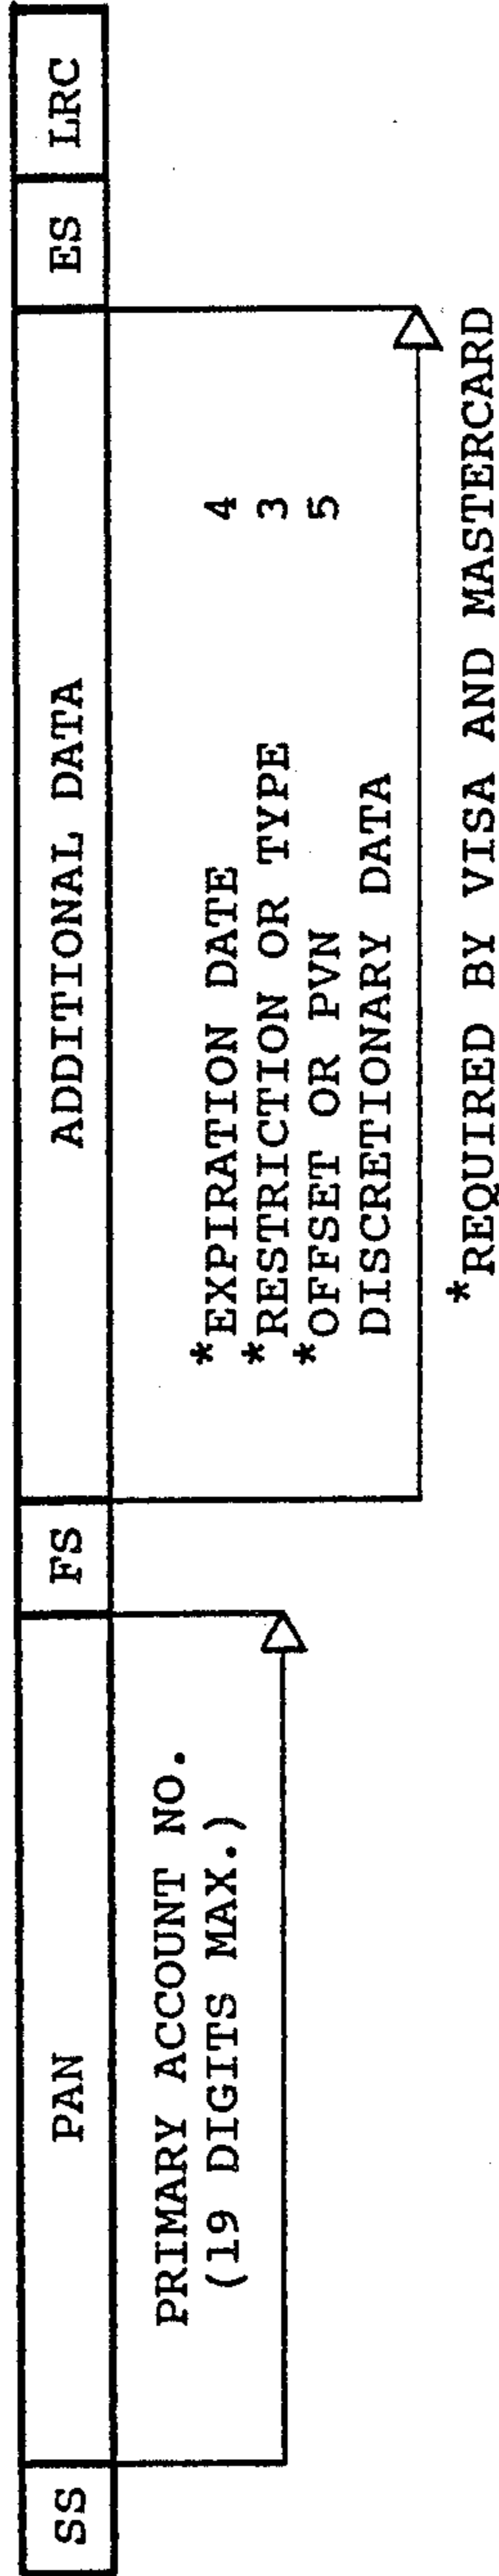 SS PAN FS ADDITIONAL DATA ES LRC
PRIMARY ACCOUNT NO.
(19 DIGITS MAX.)
*EXPIRATION DATE 4
*RESTRICTION OR TYPE 3
*OFFSET OR PVN 5
DISCRETIONARY DATA
*REQUIRED BY VISA AND MASTERCARD